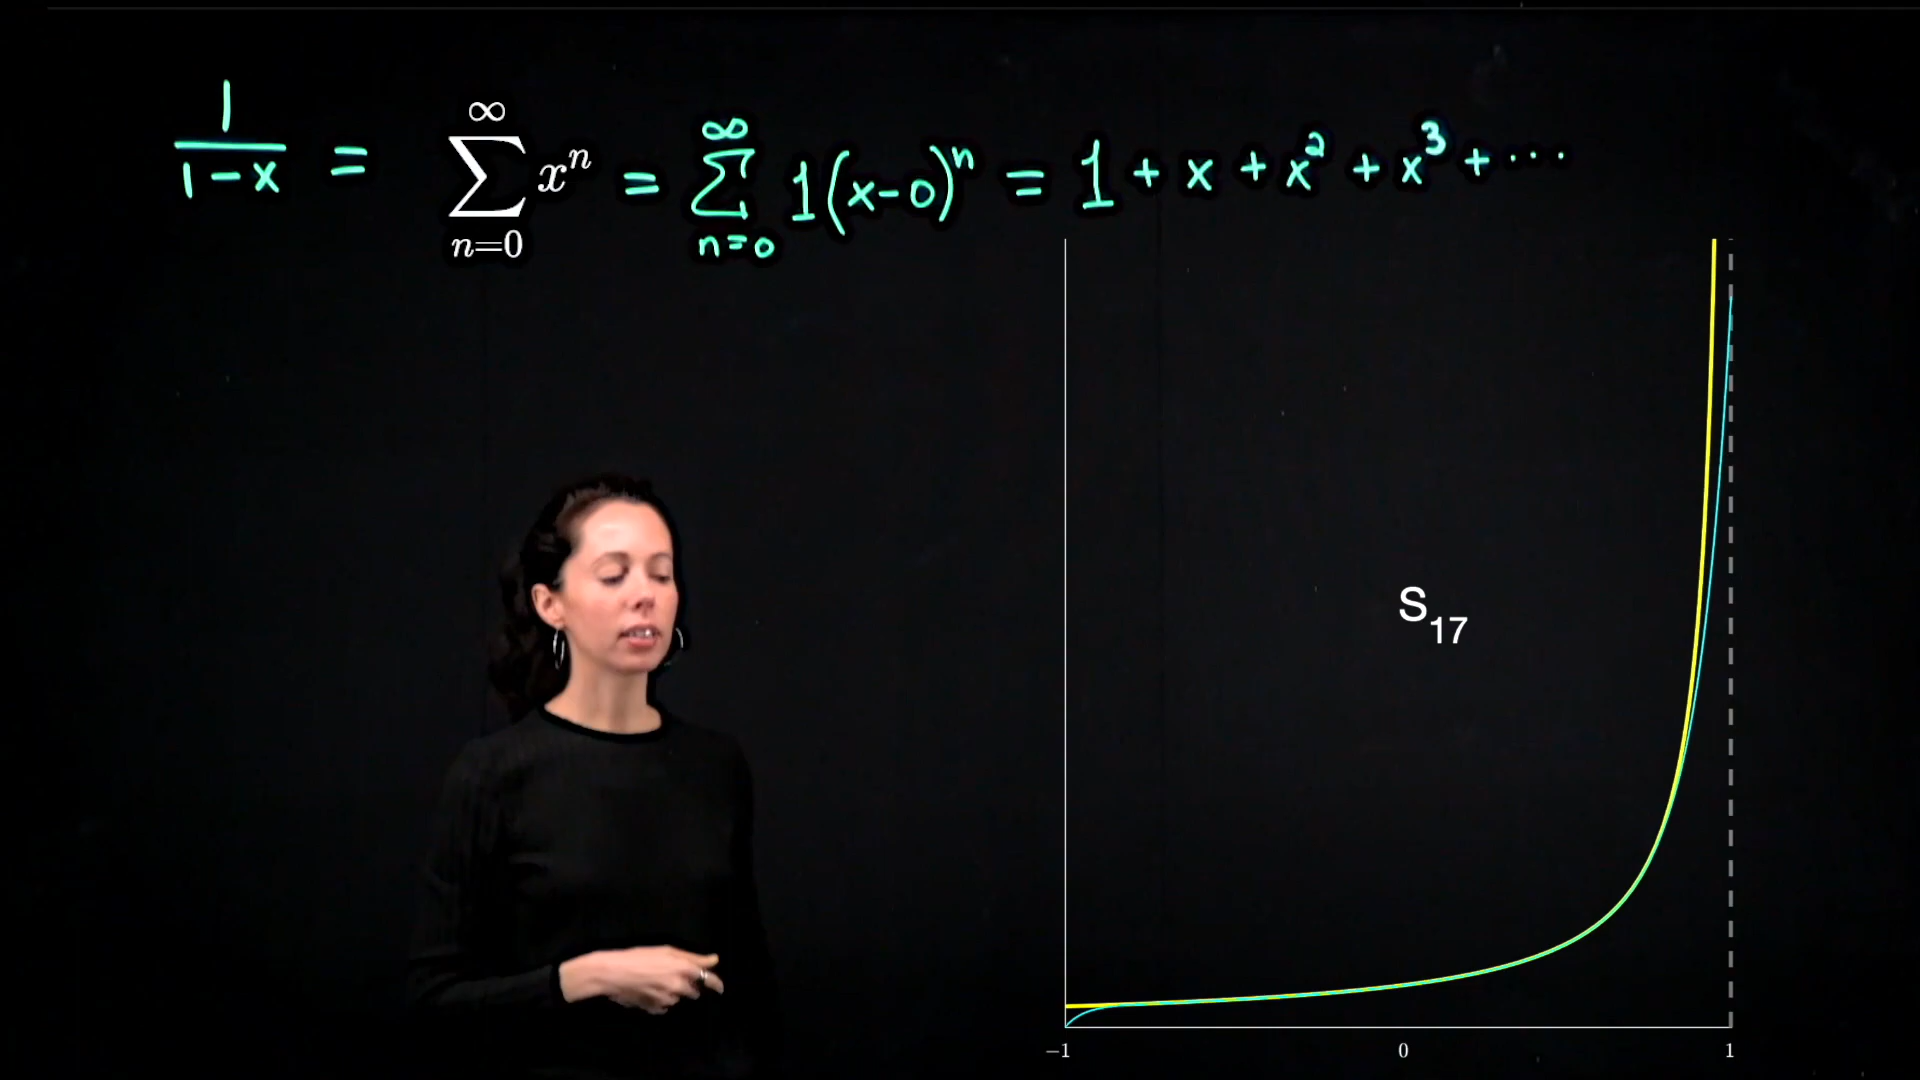 1/(1-x) = ∑_{n=0}^{∞} x^n = ∑_{n=0}^{∞} 1(x-0)^n = 1 + x + x^2 + x^3 + ⋯
S_17
−1 0 1